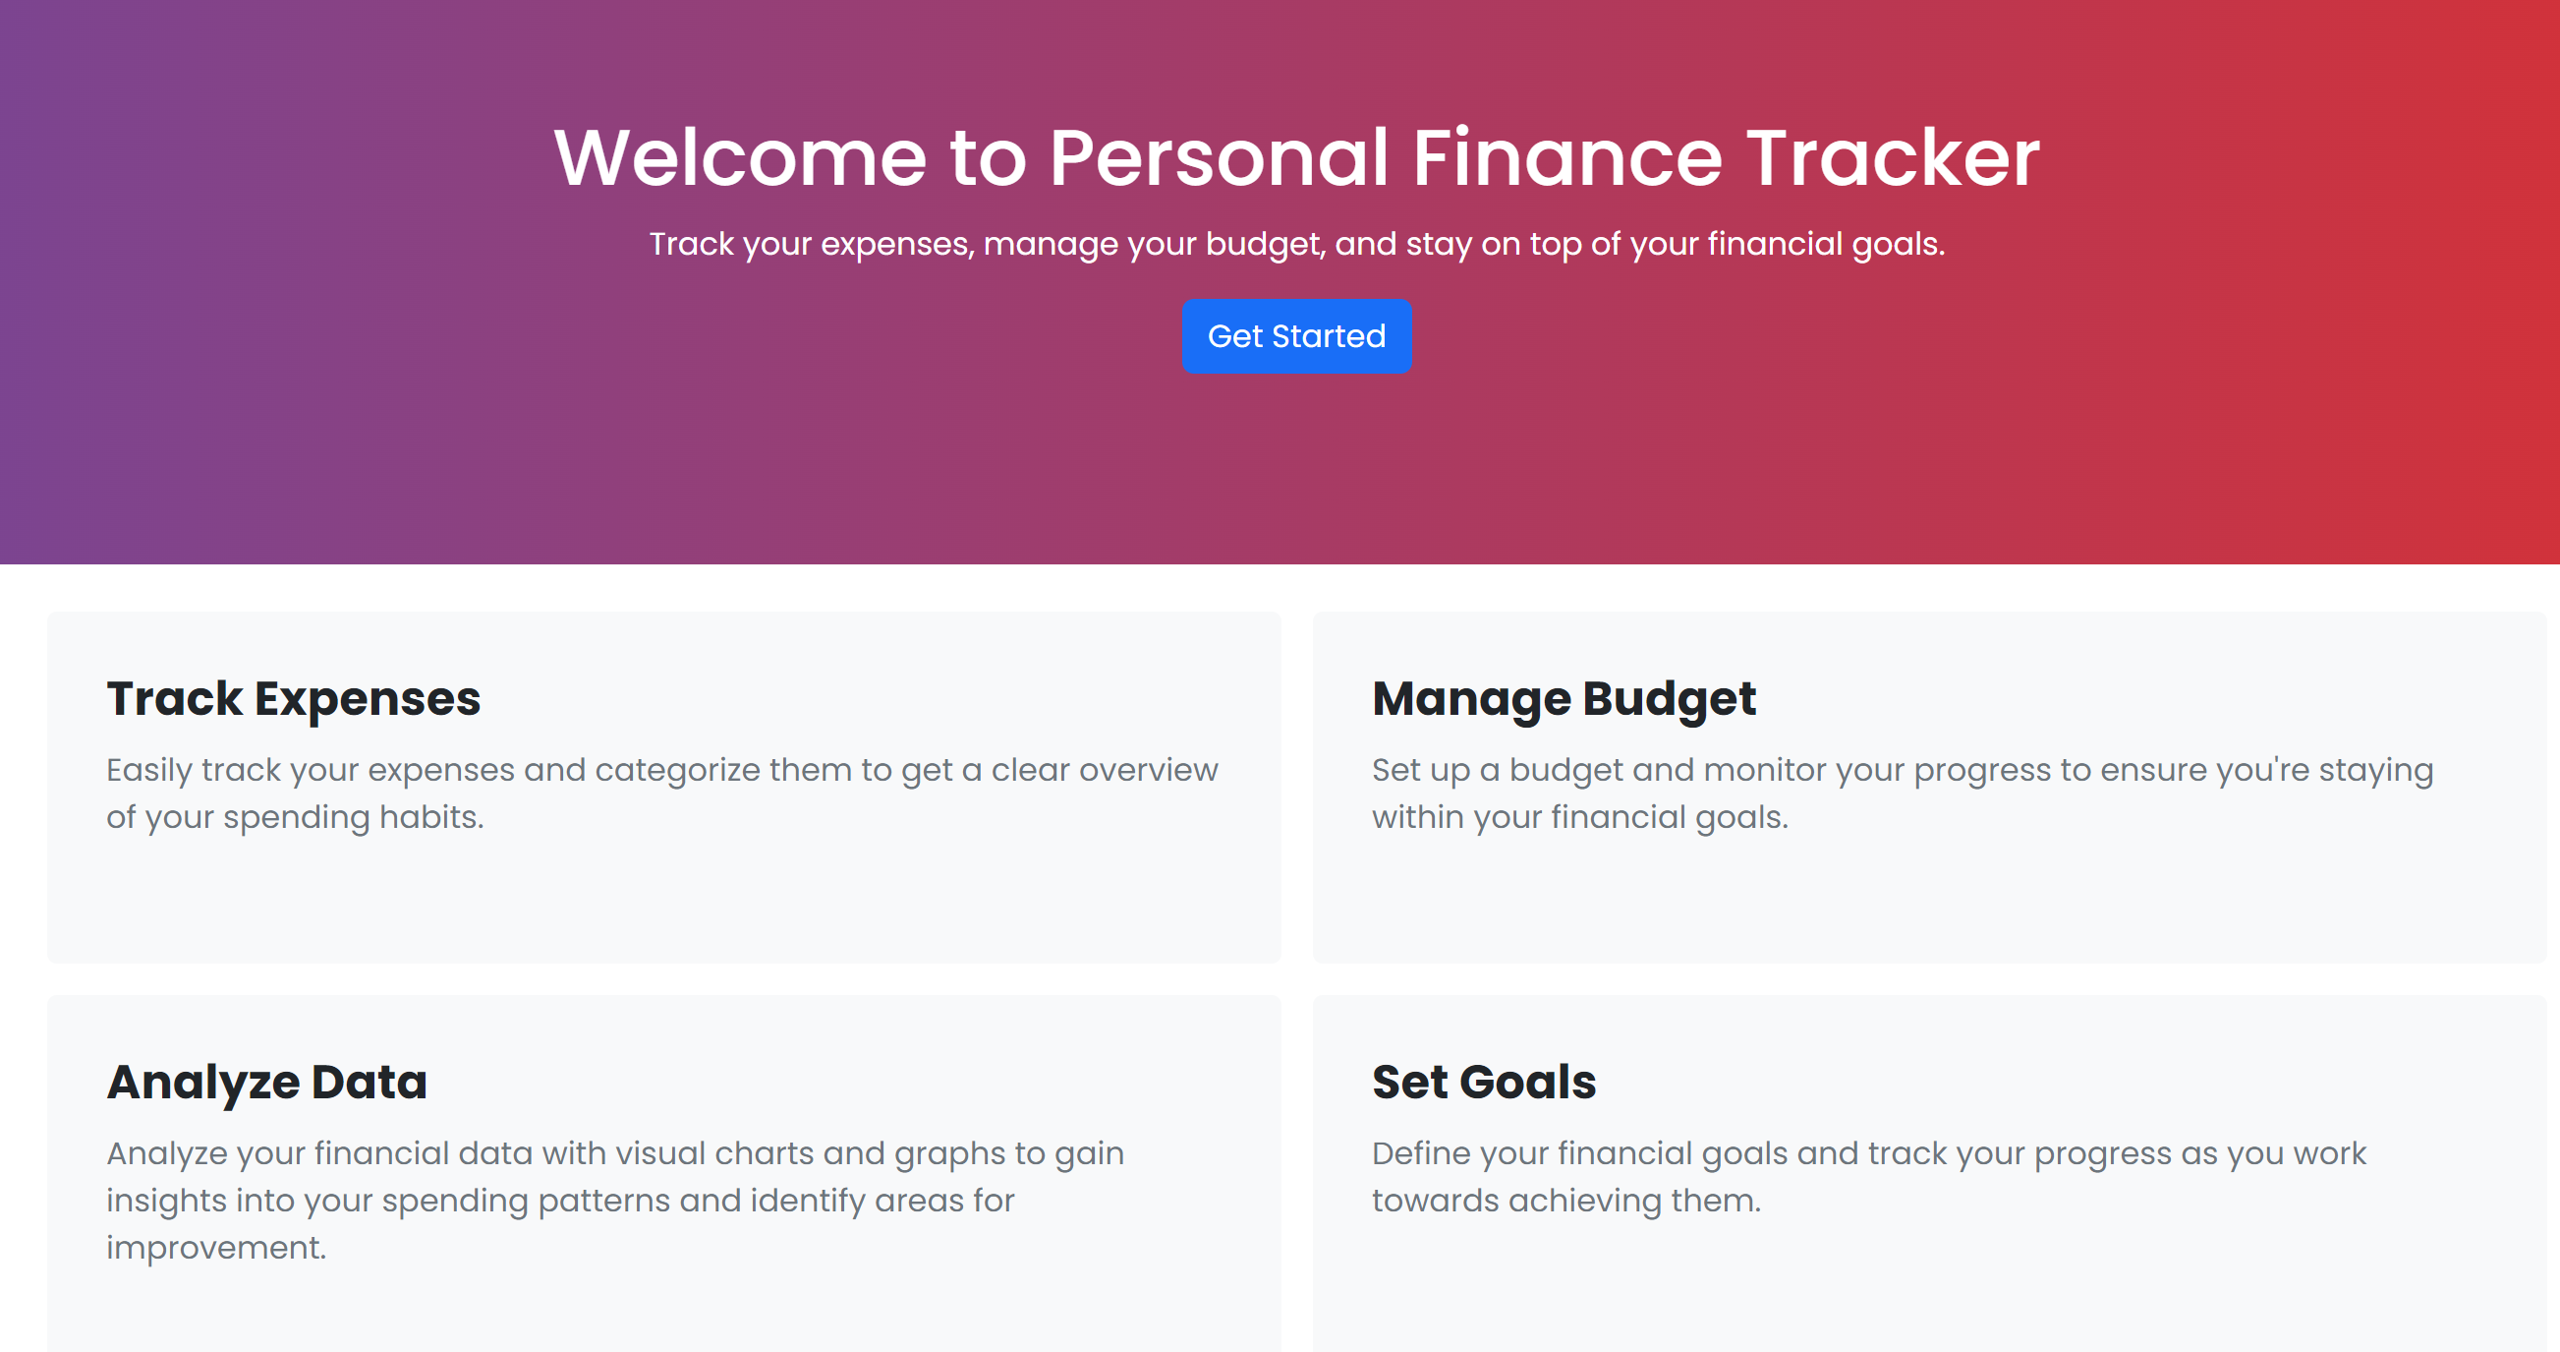 Welcome to Personal Finance Tracker
Track your expenses, manage your budget, and stay on top of your financial goals.
Get Started
Track Expenses
Easily track your expenses and categorize them to get a clear overview
of your spending habits.
Manage Budget
Set up a budget and monitor your progress to ensure you're staying
within your financial goals.
Analyze Data
Analyze your financial data with visual charts and graphs to gain
insights into your spending patterns and identify areas for
improvement.
Set Goals
Define your financial goals and track your progress as you work
towards achieving them.